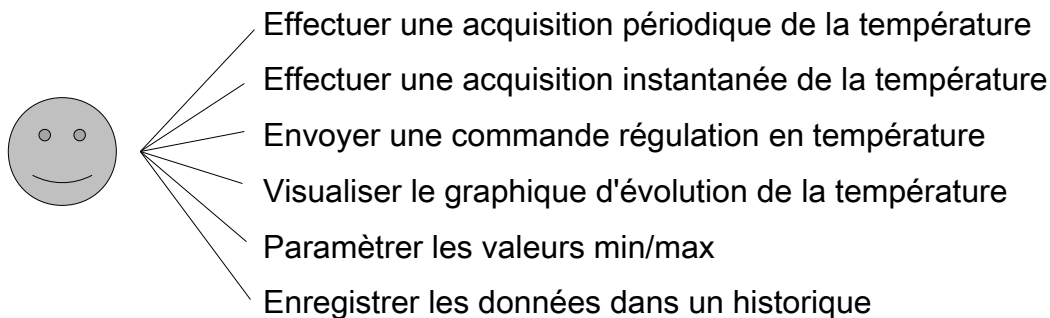 Effectuer une acquisition périodique de la température
Effectuer une acquisition instantanée de la température
Envoyer une commande régulation en température
Visualiser le graphique d'évolution de la température
Paramètrer les valeurs min/max
Enregistrer les données dans un historique